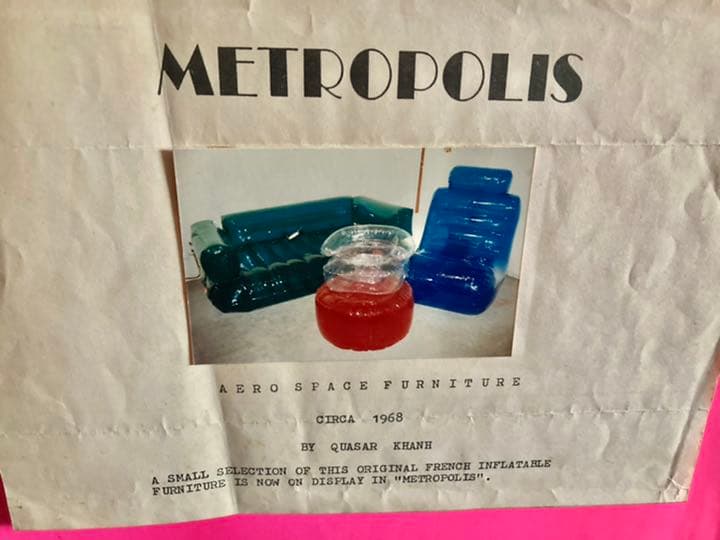 METROPOLIS
AERO SPACE FURNITURE
CIRCA 1968
BY QUASAR KHANH
A SMALL SELECTION OF THIS ORIGINAL FRENCH INFLATABLE
FURNITURE IS NOW ON DISPLAY IN "METROPOLIS".